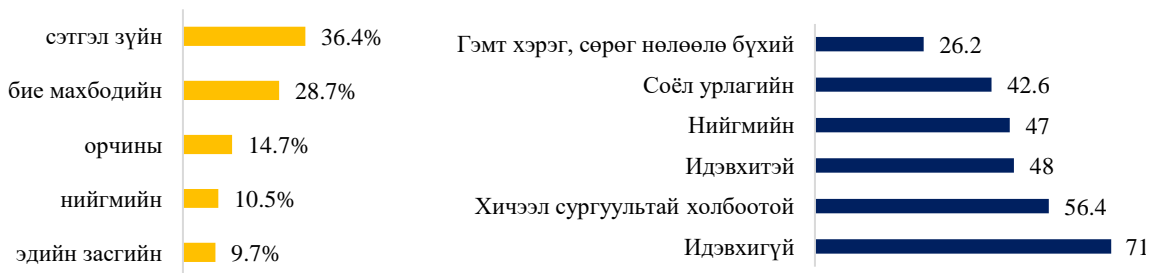 сэтгэл зүйн 36.4%
бие махбодийн 28.7%
орчины 14.7%
нийгмийн 10.5%
эдийн засгийн 9.7%
Гэмт хэрэг, сөрөг нөлөөлө бүхий 26.2
Соёл урлагийн 42.6
Нийгмийн 47
Идэвхитэй 48
Хичээл сургуультай холбоотой 56.4
Идэвхигүй 71